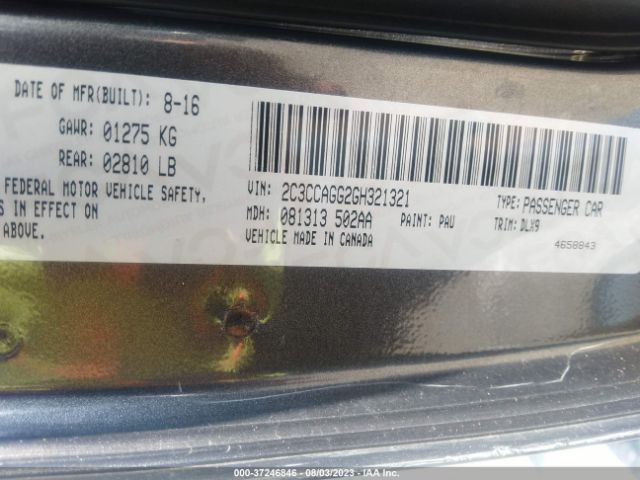 DATE OF MFR(BUILT): 8-16
GAWR: 01275 KG
REAR: 02810 LB
FEDERAL MOTOR VEHICLE SAFETY,
S IN EFFECT ON
ABOVE.
VIN: 2C3CCAGG2GH321321
TYPE: PASSENGER CAR
MDH: 081313 502AA
PAINT: PAU
TRIM: DLX9
VEHICLE MADE IN CANADA
4658843
000-37246846 - 08/03/2023 - IAA Inc.